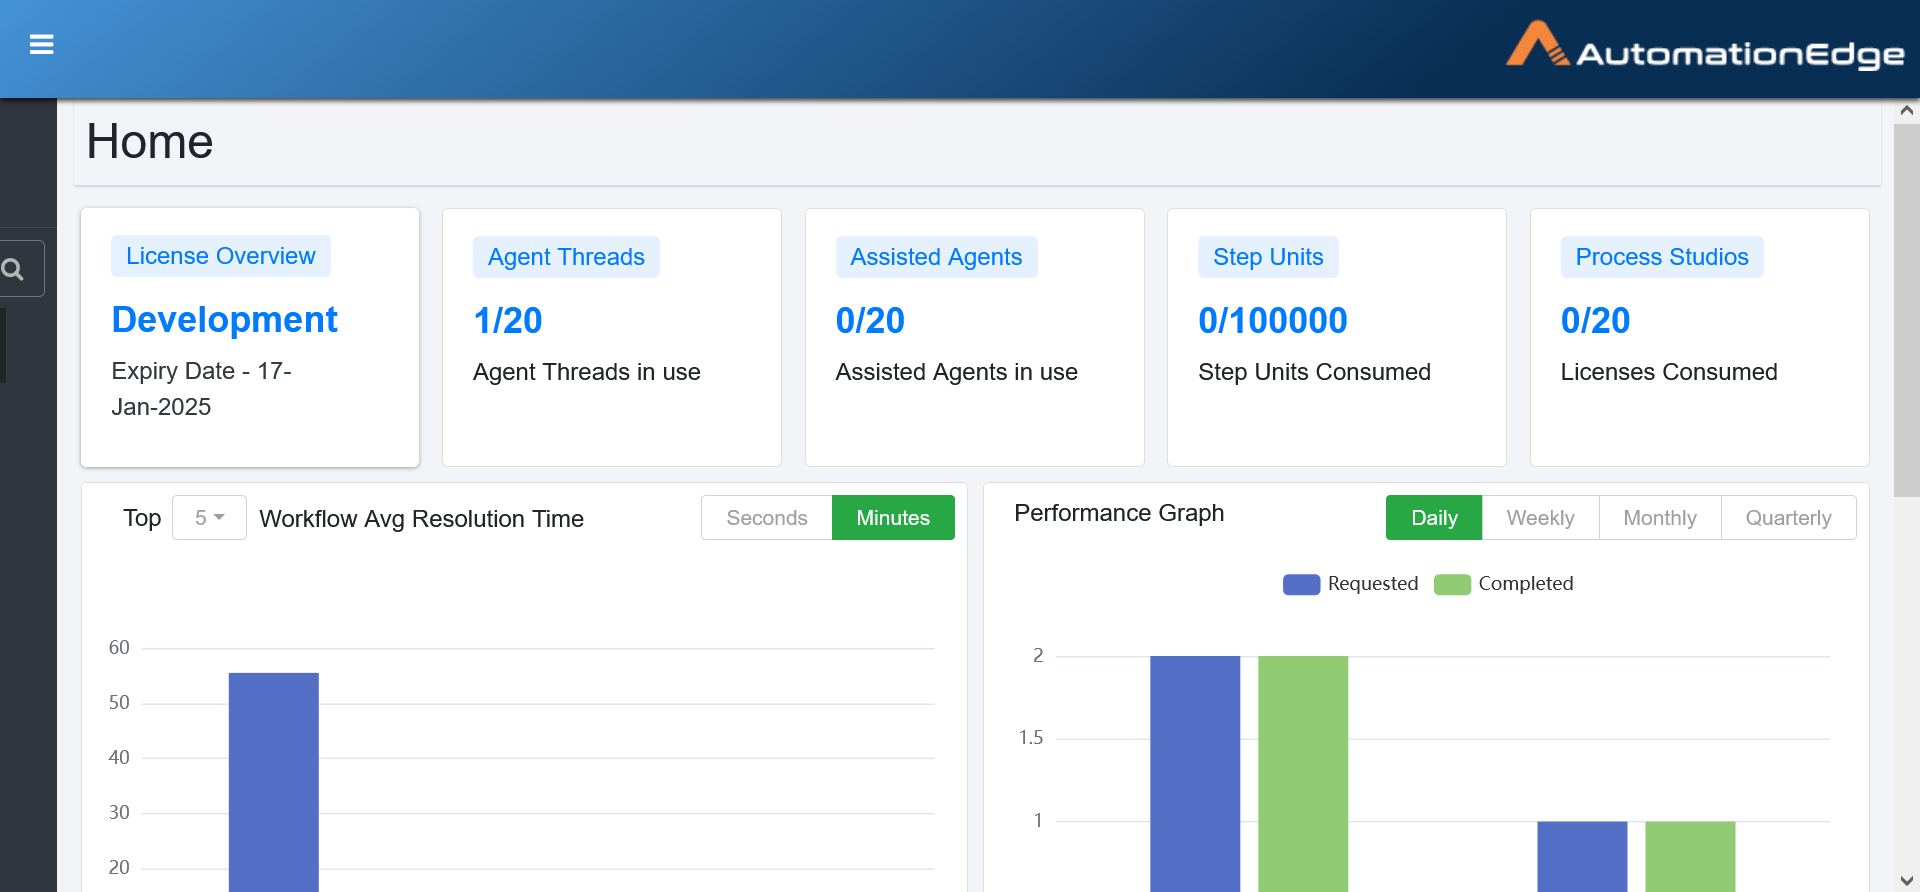 AutomationEdge
Home
License Overview
Development
Expiry Date - 17-
Jan-2025
Agent Threads
1/20
Agent Threads in use
Assisted Agents
0/20
Assisted Agents in use
Step Units
0/100000
Step Units Consumed
Process Studios
0/20
Licenses Consumed
Top 5 Workflow Avg Resolution Time Seconds Minutes
60
50
40
30
20
Performance Graph Daily Weekly Monthly Quarterly
Requested Completed
2
1.5
1